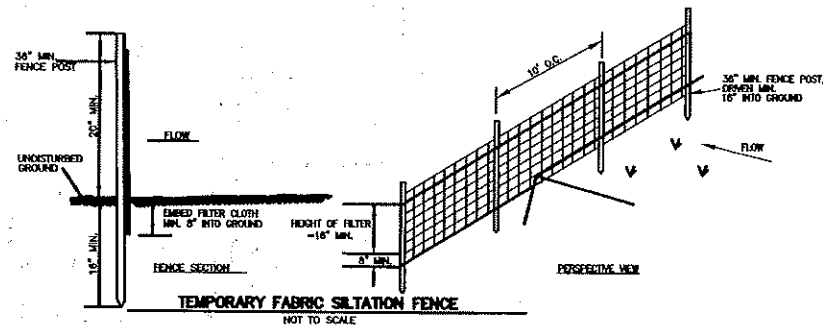 36" MIN.
FENCE POST
20" MIN.
FLOW
UNDISTURBED
GROUND
EMBED FILTER CLOTH
MIN. 8" INTO GROUND
16" MIN.
FENCE SECTION
10' O.C.
36" MIN. FENCE POST,
DRIVEN MIN.
16" INTO GROUND
FLOW
HEIGHT OF FILTER
=16" MIN.
8" MIN.
PERSPECTIVE VIEW
TEMPORARY FABRIC SILTATION FENCE
NOT TO SCALE